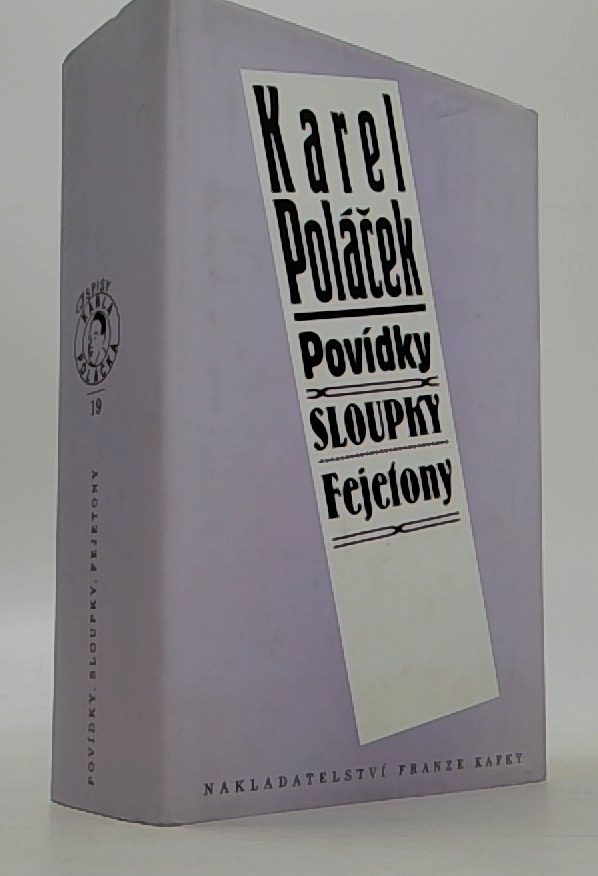 Karel
Poláček
Povídky
SLOUPKY
Fejetony
NAKLADATELSTVÍ FRANZE KAFKY
SPISY
KARLA
POLÁČKA
19
POVÍDKY, SLOUPKY, FEJETONY